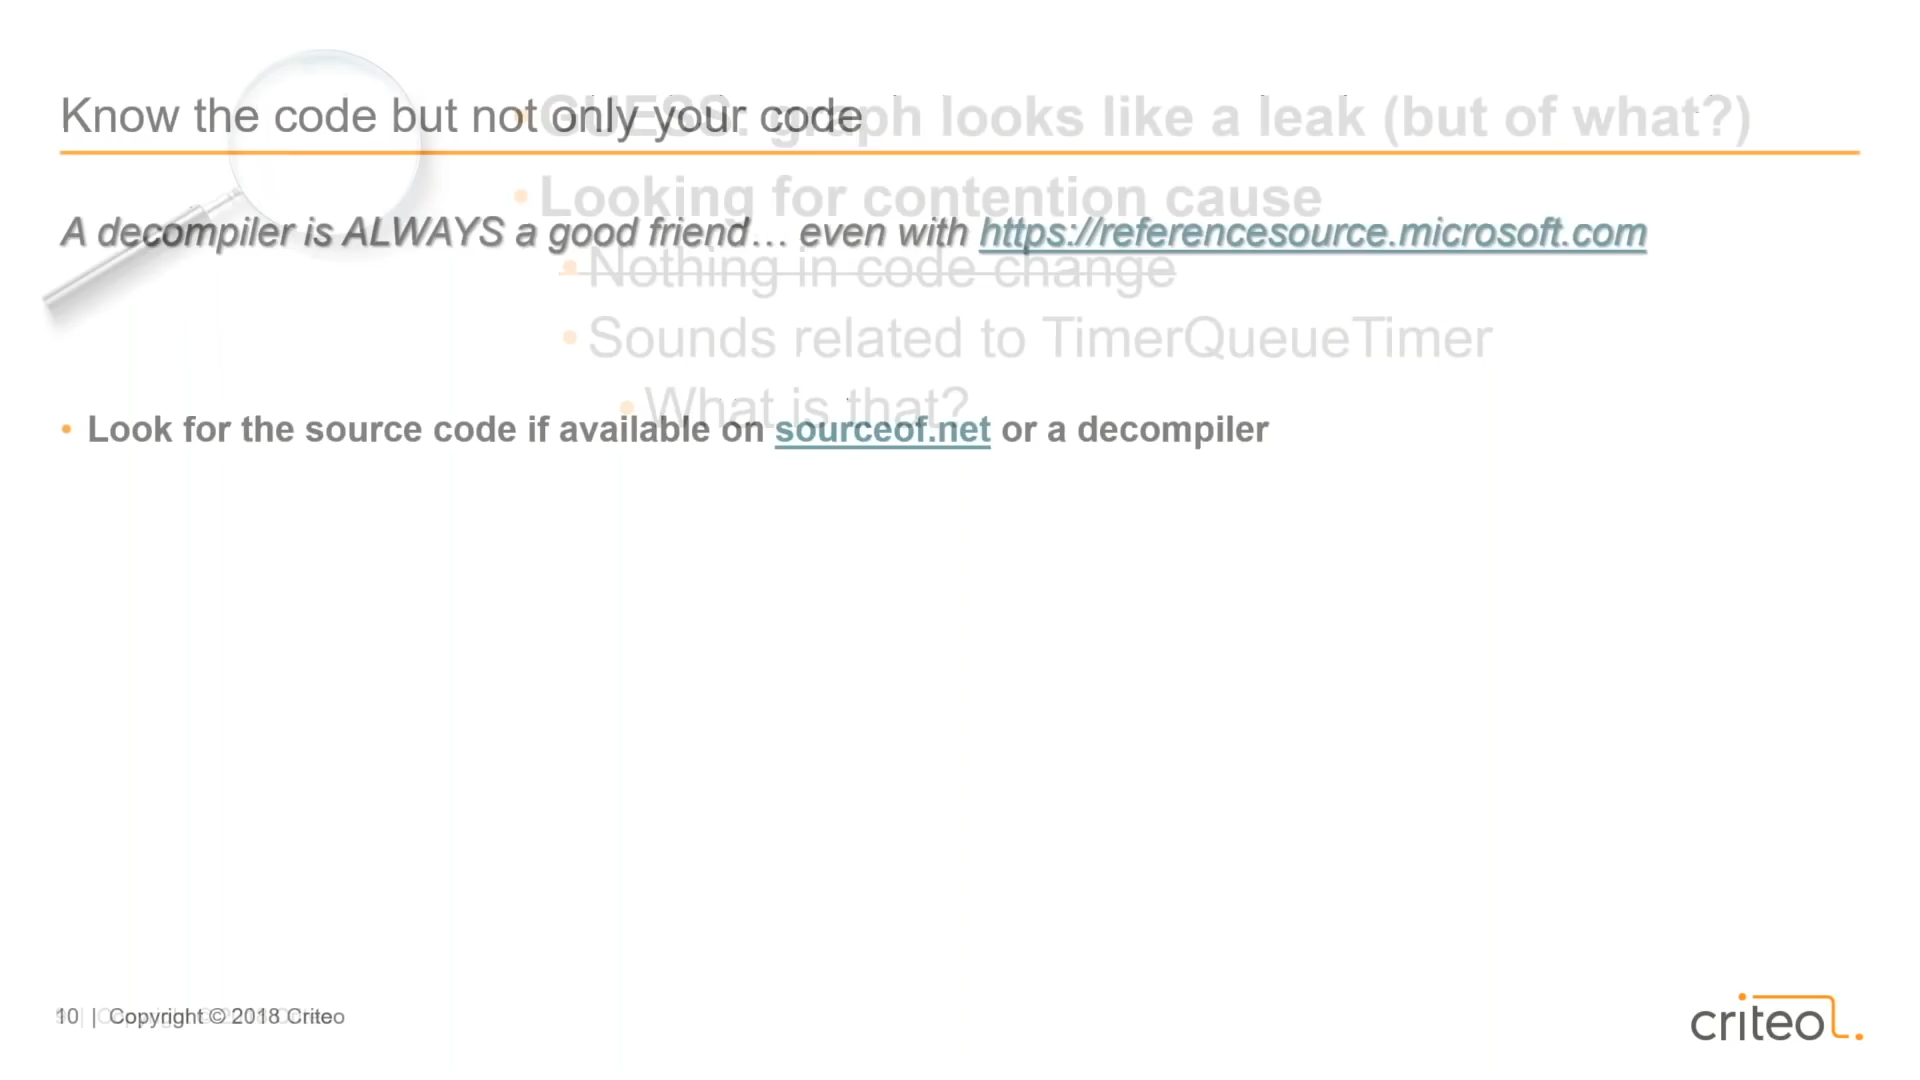 Know the code but not only your code
A decompiler is ALWAYS a good friend… even with https://referencesource.microsoft.com
• Look for the source code if available on sourceof.net or a decompiler
• GUESS: graph looks like a leak (but of what?)
• Looking for contention cause
• Nothing in code change
• Sounds related to TimerQueueTimer
• What is that?
10 | Copyright © 2018 Criteo
criteo